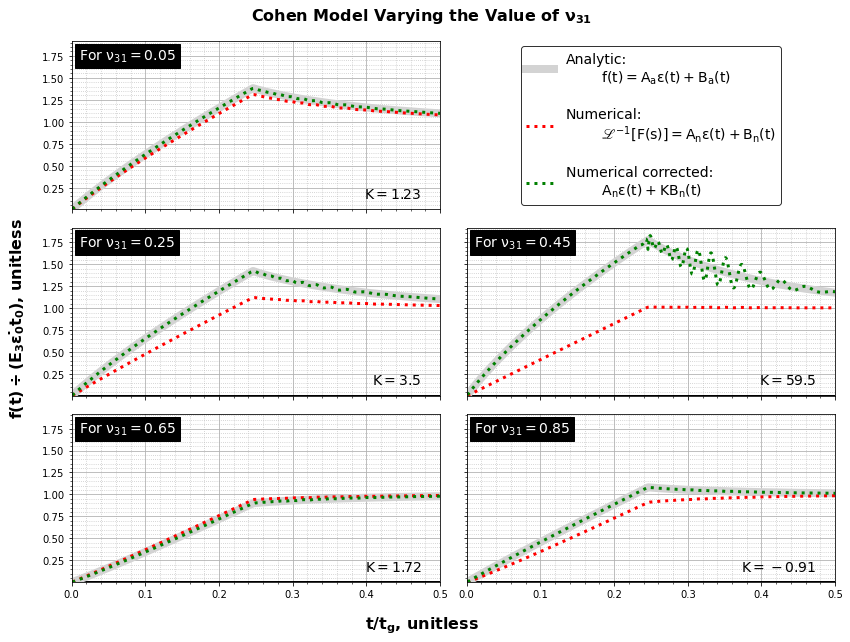 Cohen Model Varying the Value of ν₃₁
For ν₃₁ = 0.05
1.75
1.50
1.25
1.00
0.75
0.50
0.25
K = 1.23
Analytic:
f(t) = Aₐε(t) + Bₐ(t)
Numerical:
ℒ⁻¹[F(s)] = Aₙε(t) + Bₙ(t)
Numerical corrected:
Aₙε(t) + KBₙ(t)
For ν₃₁ = 0.25
1.75
1.50
1.25
1.00
0.75
0.50
0.25
K = 3.5
For ν₃₁ = 0.45
K = 59.5
For ν₃₁ = 0.65
1.75
1.50
1.25
1.00
0.75
0.50
0.25
K = 1.72
0.0 0.1 0.2 0.3 0.4 0.5
For ν₃₁ = 0.85
K = −0.91
0.0 0.1 0.2 0.3 0.4 0.5
f(t) ÷ (E₃ε̇₀t₀), unitless
t/t_g, unitless